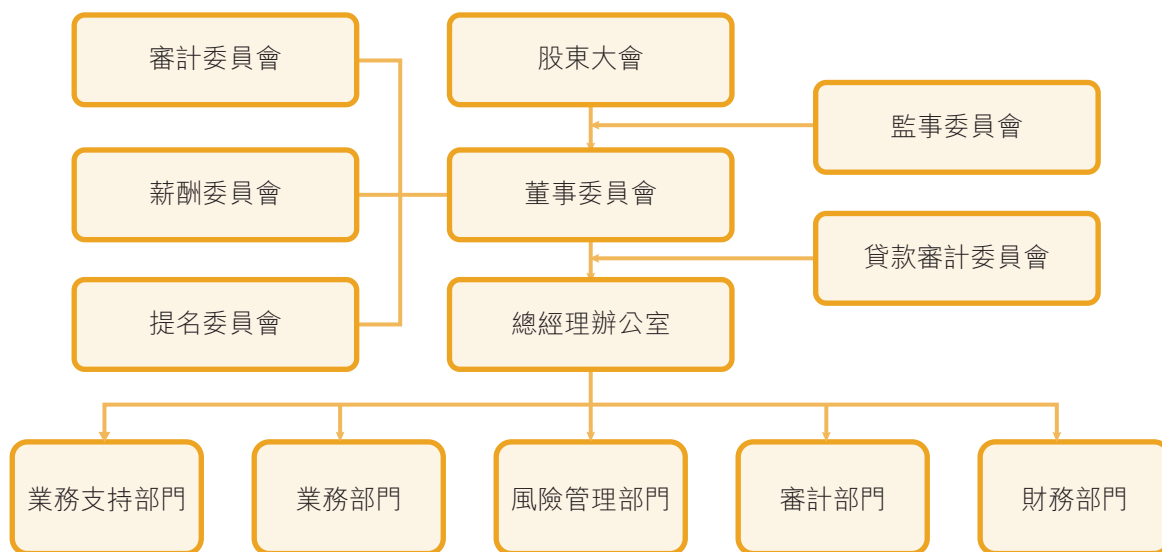 審計委員會
股東大會
監事委員會
薪酬委員會
董事委員會
貸款審計委員會
提名委員會
總經理辦公室
業務支持部門
業務部門
風險管理部門
審計部門
財務部門